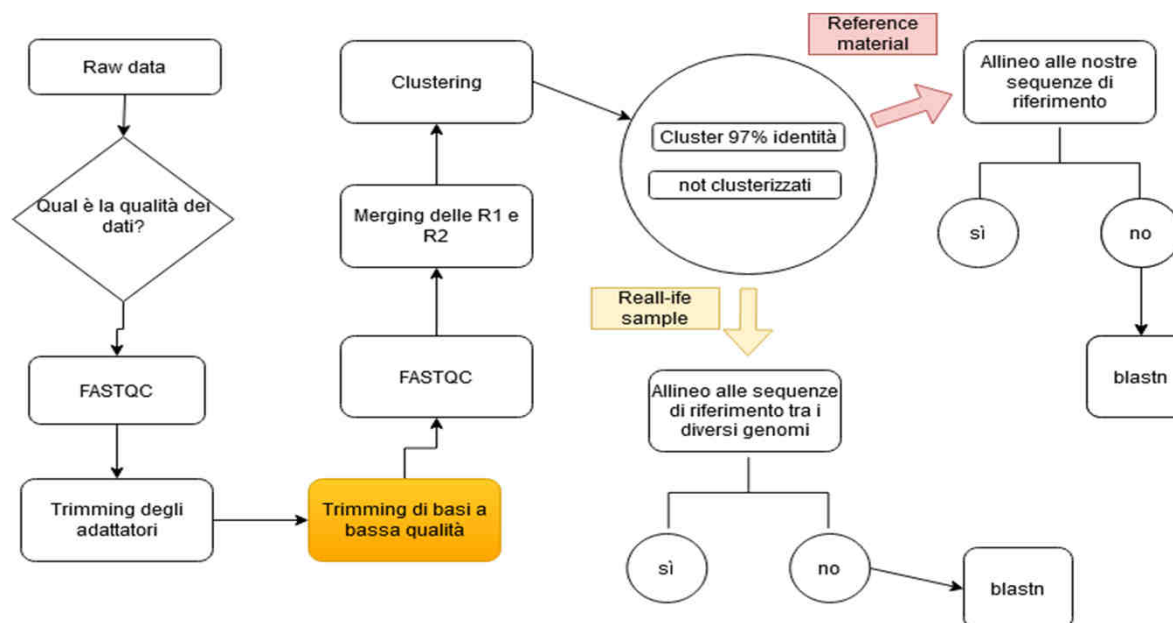 Raw data
Qual è la qualità dei
dati?
FASTQC
Trimming degli
adattatori
Trimming di basi a
bassa qualità
FASTQC
Merging delle R1 e
R2
Clustering
Cluster 97% identità
not clusterizzati
Reference
material
Allineo alle nostre
sequenze di
riferimento
sì
no
blastn
Reall-ife
sample
Allineo alle sequenze
di riferimento tra i
diversi genomi
sì
no
blastn